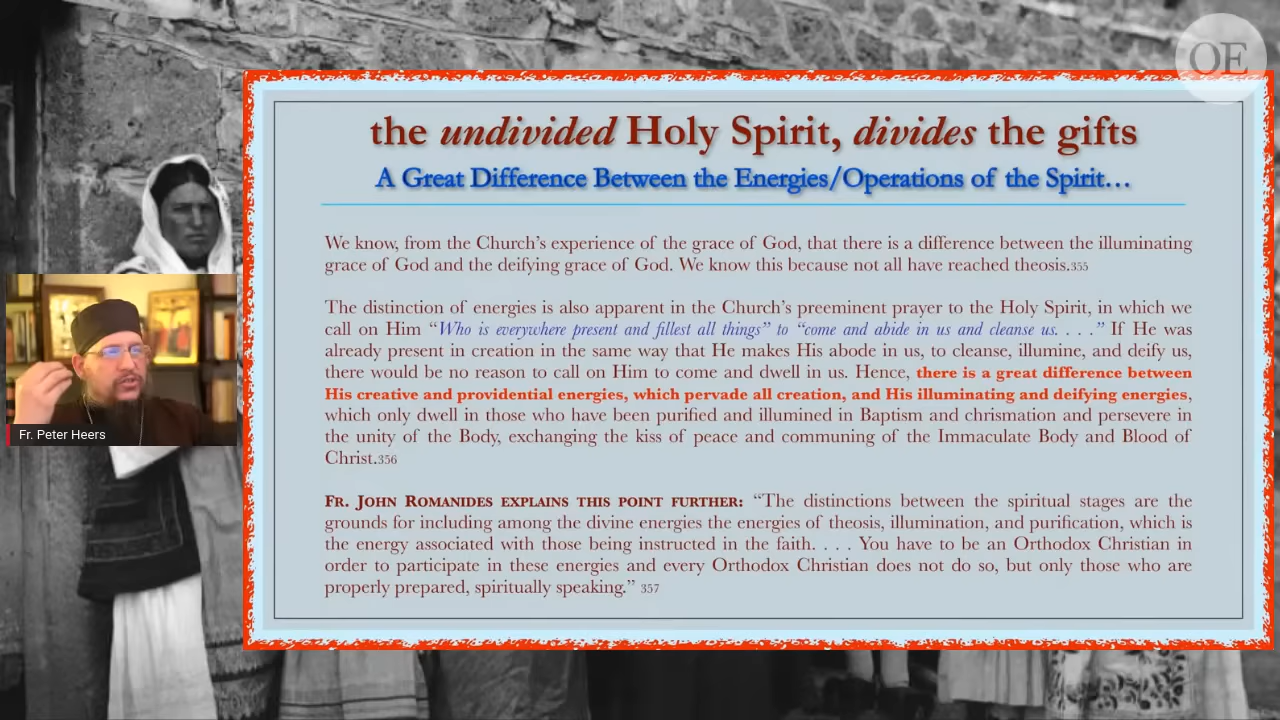 OE
the undivided Holy Spirit, divides the gifts
A Great Difference Between the Energies/Operations of the Spirit…
We know, from the Church’s experience of the grace of God, that there is a difference between the illuminating
grace of God and the deifying grace of God. We know this because not all have reached theosis.355
The distinction of energies is also apparent in the Church’s preeminent prayer to the Holy Spirit, in which we
call on Him “Who is everywhere present and fillest all things” to “come and abide in us and cleanse us. . . .” If He was
already present in creation in the same way that He makes His abode in us, to cleanse, illumine, and deify us,
there would be no reason to call on Him to come and dwell in us. Hence, there is a great difference between
His creative and providential energies, which pervade all creation, and His illuminating and deifying energies,
which only dwell in those who have been purified and illumined in Baptism and chrismation and persevere in
the unity of the Body, exchanging the kiss of peace and communing of the Immaculate Body and Blood of
Christ.356
Fr. John Romanides explains this point further: “The distinctions between the spiritual stages are the
grounds for including among the divine energies the energies of theosis, illumination, and purification, which is
the energy associated with those being instructed in the faith. . . . You have to be an Orthodox Christian in
order to participate in these energies and every Orthodox Christian does not do so, but only those who are
properly prepared, spiritually speaking.” 357
Fr. Peter Heers